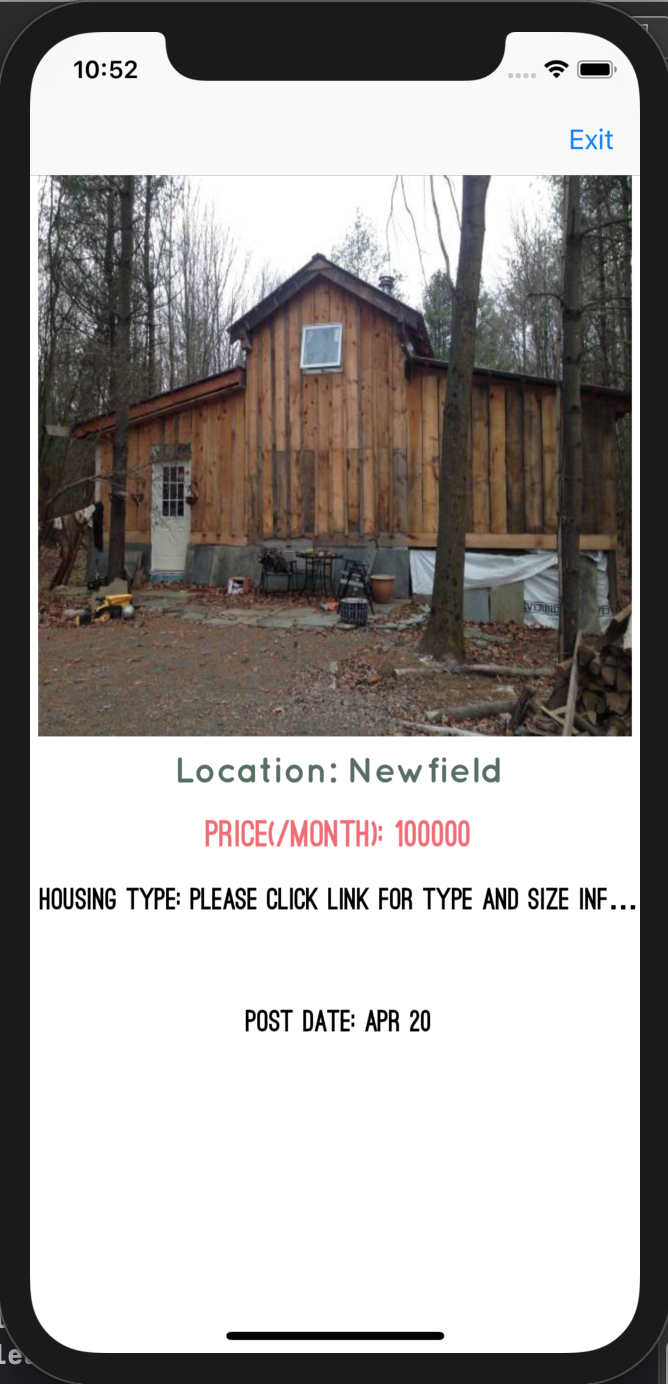 10:52
Exit
Location: Newfield
PRICE(/MONTH): 100000
HOUSING TYPE: PLEASE CLICK LINK FOR TYPE AND SIZE INF...
POST DATE: APR 20